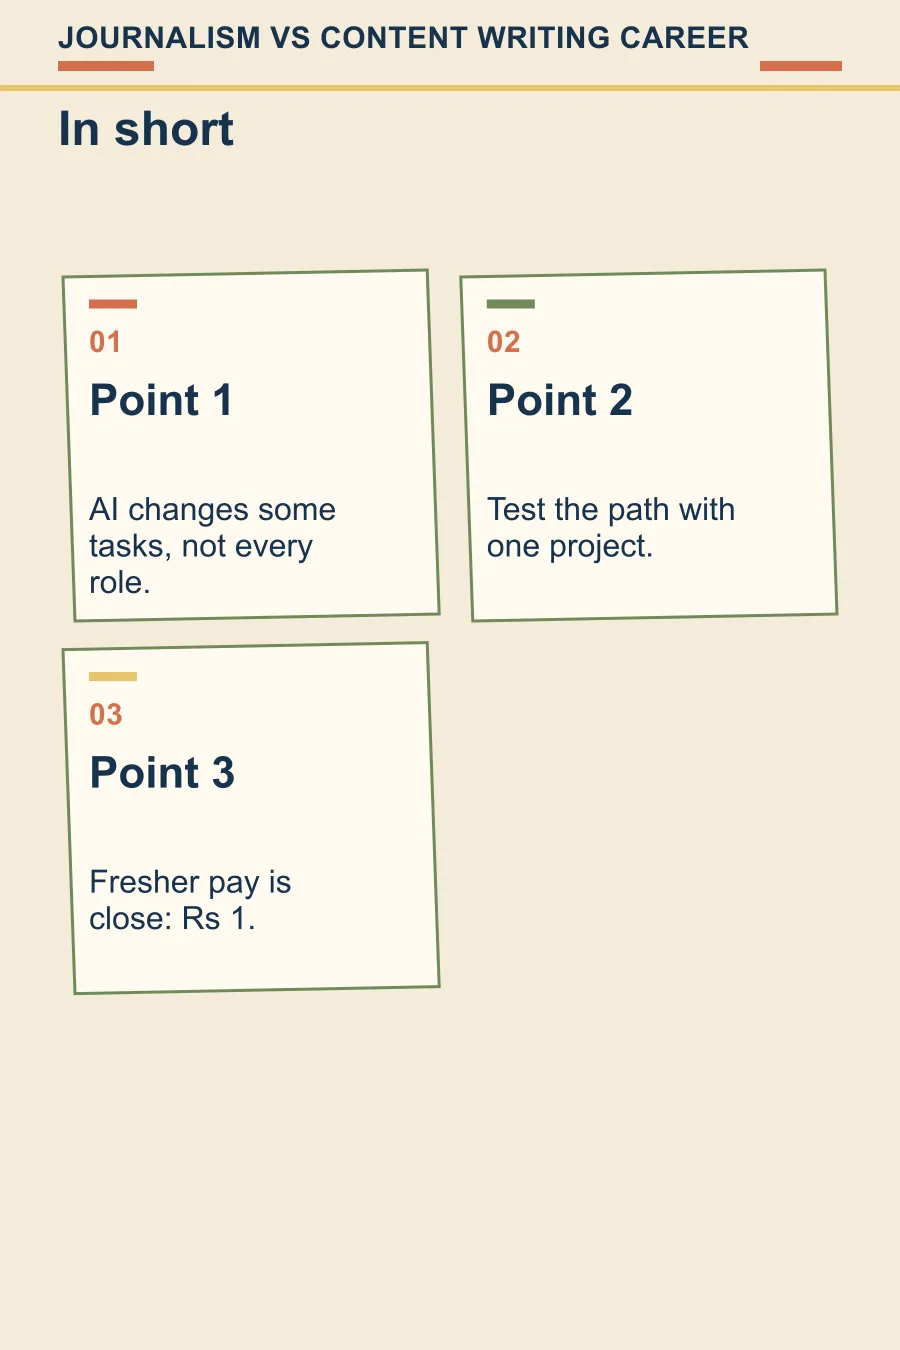 JOURNALISM VS CONTENT WRITING CAREER
In short
01
Point 1
AI changes some
tasks, not every
role.
02
Point 2
Test the path with
one project.
03
Point 3
Fresher pay is
close: Rs 1.